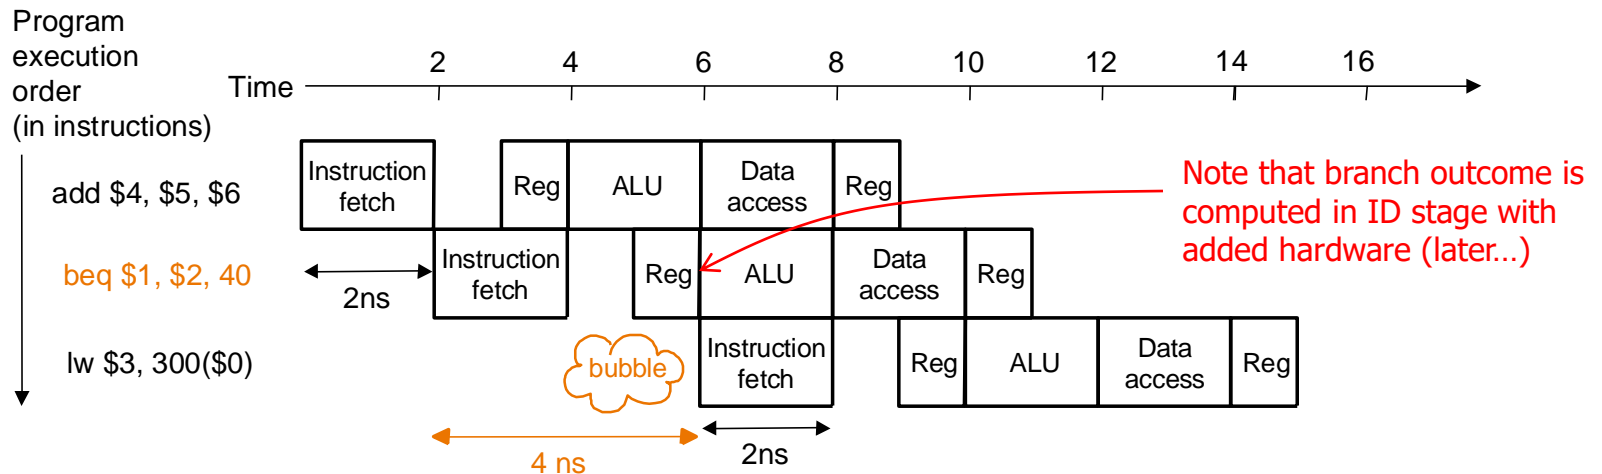 Program
execution
order
(in instructions)
Time
2 4 6 8 10 12 14 16
add $4, $5, $6
Instruction
fetch
Reg
ALU
Data
access
Reg
Note that branch outcome is
computed in ID stage with
added hardware (later...)
beq $1, $2, 40
2ns
Instruction
fetch
Reg
ALU
Data
access
Reg
lw $3, 300($0)
bubble
Instruction
fetch
Reg
ALU
Data
access
Reg
4 ns
2ns